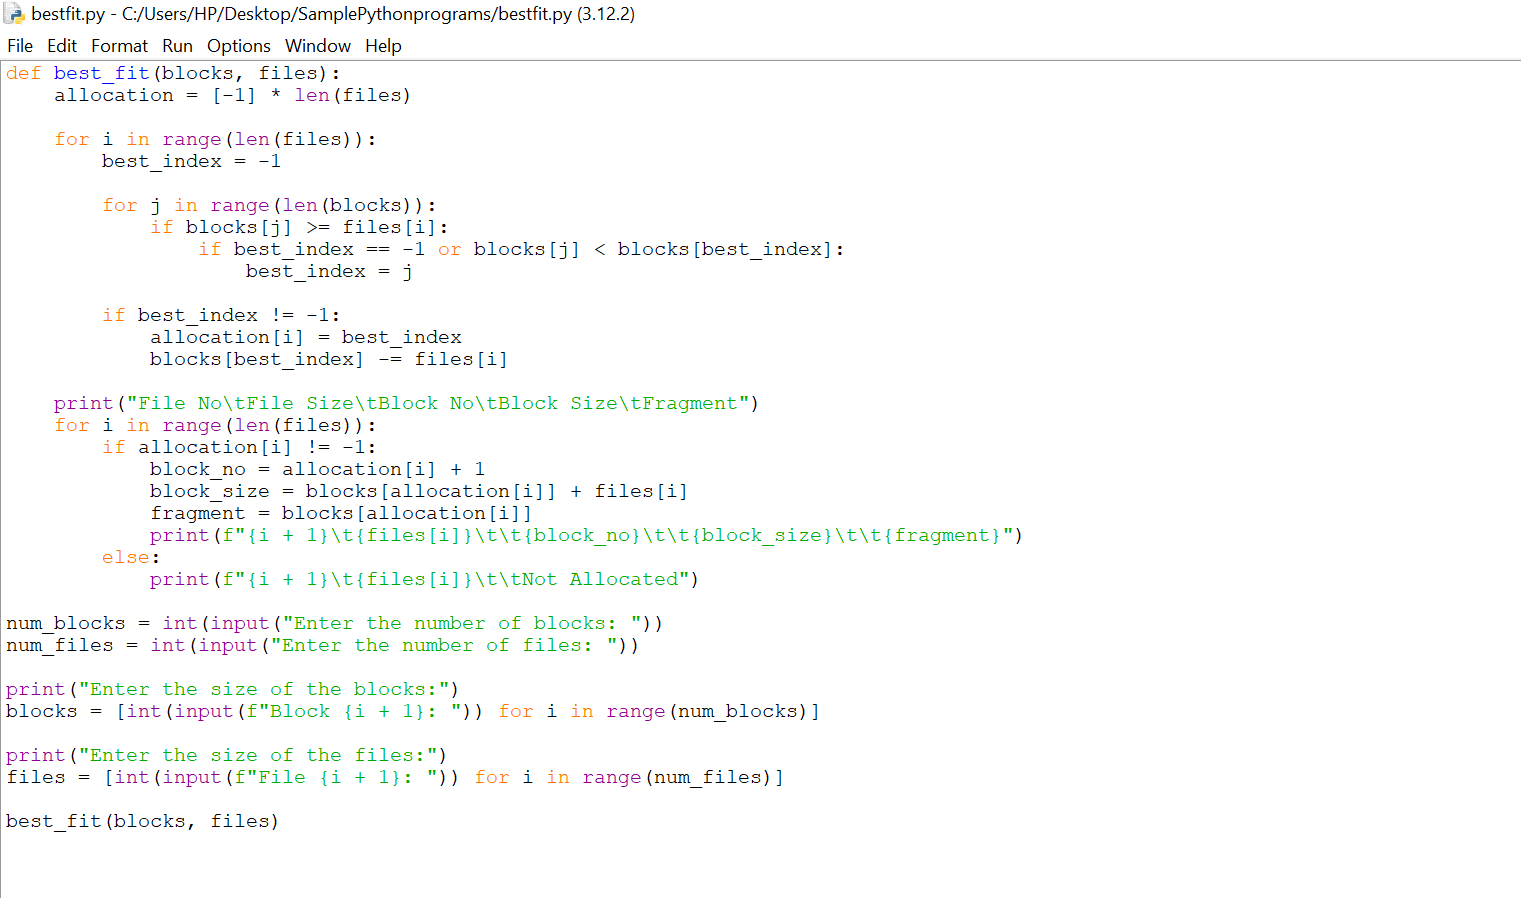 bestfit.py - C:/Users/HP/Desktop/SamplePythonprograms/bestfit.py (3.12.2)
File Edit Format Run Options Window Help
def best_fit(blocks, files):
    allocation = [-1] * len(files)

    for i in range(len(files)):
        best_index = -1

        for j in range(len(blocks)):
            if blocks[j] >= files[i]:
                if best_index == -1 or blocks[j] < blocks[best_index]:
                    best_index = j

        if best_index != -1:
            allocation[i] = best_index
            blocks[best_index] -= files[i]

    print("File No\tFile Size\tBlock No\tBlock Size\tFragment")
    for i in range(len(files)):
        if allocation[i] != -1:
            block_no = allocation[i] + 1
            block_size = blocks[allocation[i]] + files[i]
            fragment = blocks[allocation[i]]
            print(f"{i + 1}\t{files[i]}\t\t{block_no}\t\t{block_size}\t\t{fragment}")
        else:
            print(f"{i + 1}\t{files[i]}\t\tNot Allocated")

num_blocks = int(input("Enter the number of blocks: "))
num_files = int(input("Enter the number of files: "))

print("Enter the size of the blocks:")
blocks = [int(input(f"Block {i + 1}: ")) for i in range(num_blocks)]

print("Enter the size of the files:")
files = [int(input(f"File {i + 1}: ")) for i in range(num_files)]

best_fit(blocks, files)